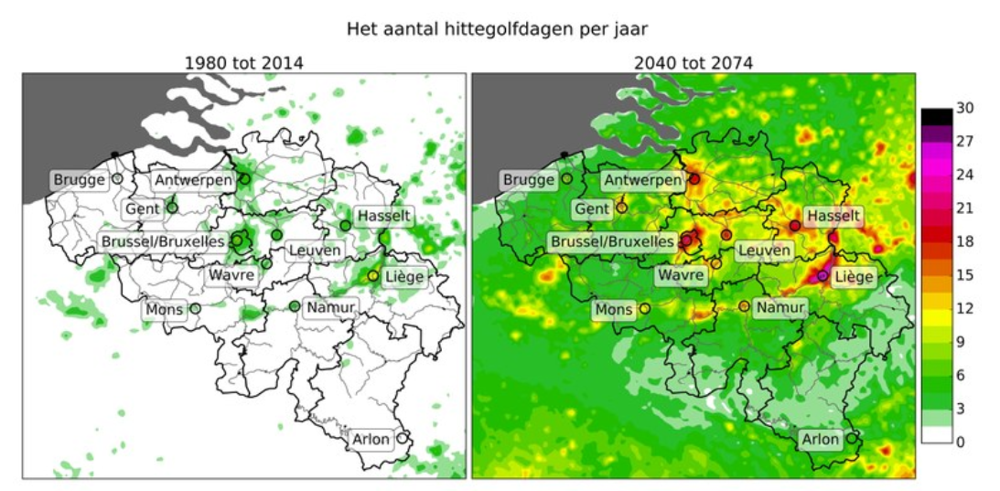 Het aantal hittegolfdagen per jaar
1980 tot 2014
2040 tot 2074
Brugge
Antwerpen
Gent
Hasselt
Brussel/Bruxelles
Leuven
Wavre
Liège
Mons
Namur
Arlon
Brugge
Antwerpen
Gent
Hasselt
Brussel/Bruxelles
Leuven
Wavre
Liège
Mons
Namur
Arlon
30
27
24
21
18
15
12
9
6
3
0